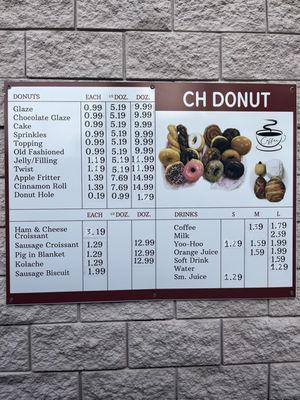 CH DONUT
Coffee
DONUTS EACH ½ DOZ. DOZ.
Glaze 0.99 5.19 9.99
Chocolate Glaze 0.99 5.19 9.99
Cake 0.99 5.19 9.99
Sprinkles 0.99 5.19 9.99
Topping 0.99 5.19 9.99
Old Fashioned 0.99 5.19 9.99
Jelly/Filling 1.19 5.19 11.99
Twist 1.19 5.19 11.99
Apple Fritter 1.39 7.69 14.99
Cinnamon Roll 1.39 7.69 14.99
Donut Hole 0.19 0.99 1.79
EACH ½ DOZ. DOZ.
Ham & Cheese
Croissant 3.19
Sausage Croissant 1.29 12.99
Pig in Blanket 1.29 12.99
Kolache 1.29 12.99
Sausage Biscuit 1.99
DRINKS S M L
Coffee 1.59 1.79
Milk 2.59
Yoo-Hoo 1.29 1.59 1.99
Orange Juice 1.59 1.99
Soft Drink 1.59
Water 1.29
Sm. Juice 1.29